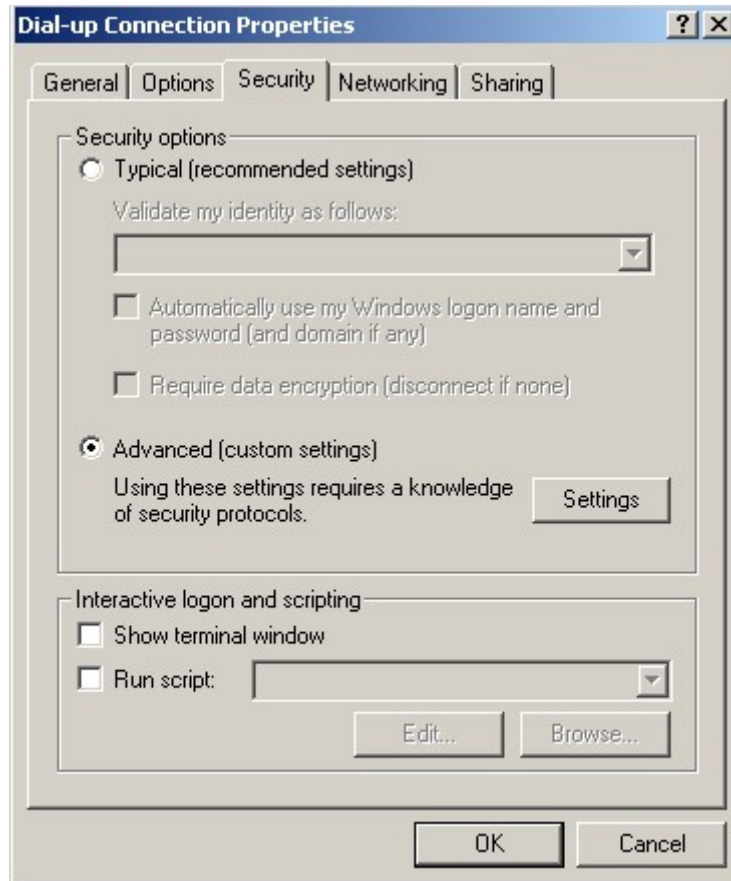 Dial-up Connection Properties
General Options Security Networking Sharing
Security options
Typical (recommended settings)
Validate my identity as follows:
Automatically use my Windows logon name and
password (and domain if any)
Require data encryption (disconnect if none)
Advanced (custom settings)
Using these settings requires a knowledge
of security protocols.
Settings
Interactive logon and scripting
Show terminal window
Run script:
Edit... Browse...
OK Cancel